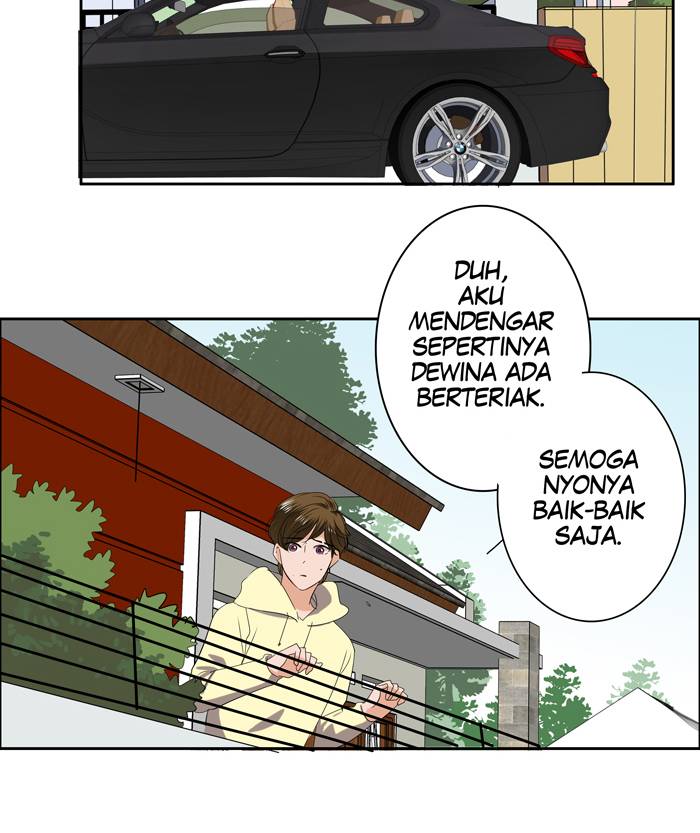 DUH,
AKU
MENDENGAR
SEPERTINYA
DEWINA ADA
BERTERIAK.
SEMOGA
NYONYA
BAIK-BAIK
SAJA.